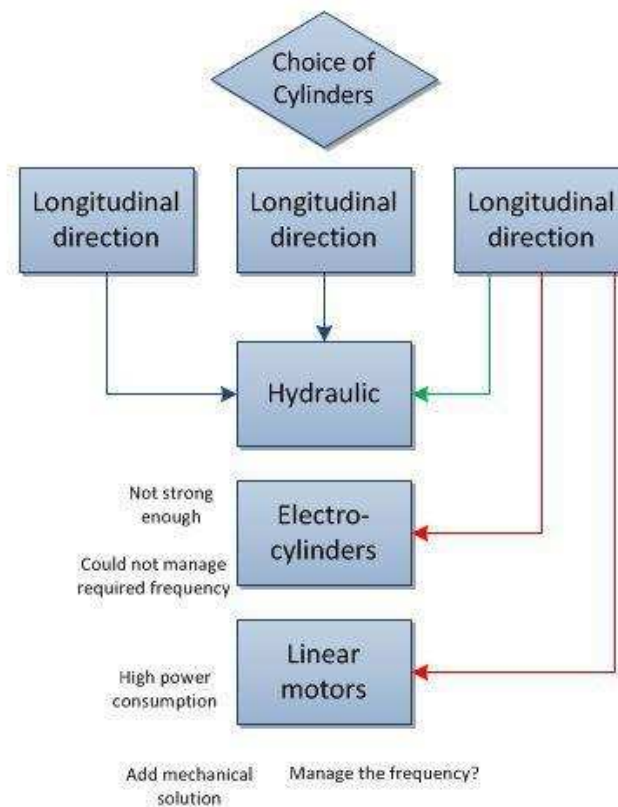 Choice of
Cylinders
Longitudinal
direction
Longitudinal
direction
Longitudinal
direction
Hydraulic
Not strong
enough
Electro-
cylinders
Could not manage
required frequency
Linear
motors
High power
consumption
Add mechanical
solution
Manage the frequency?